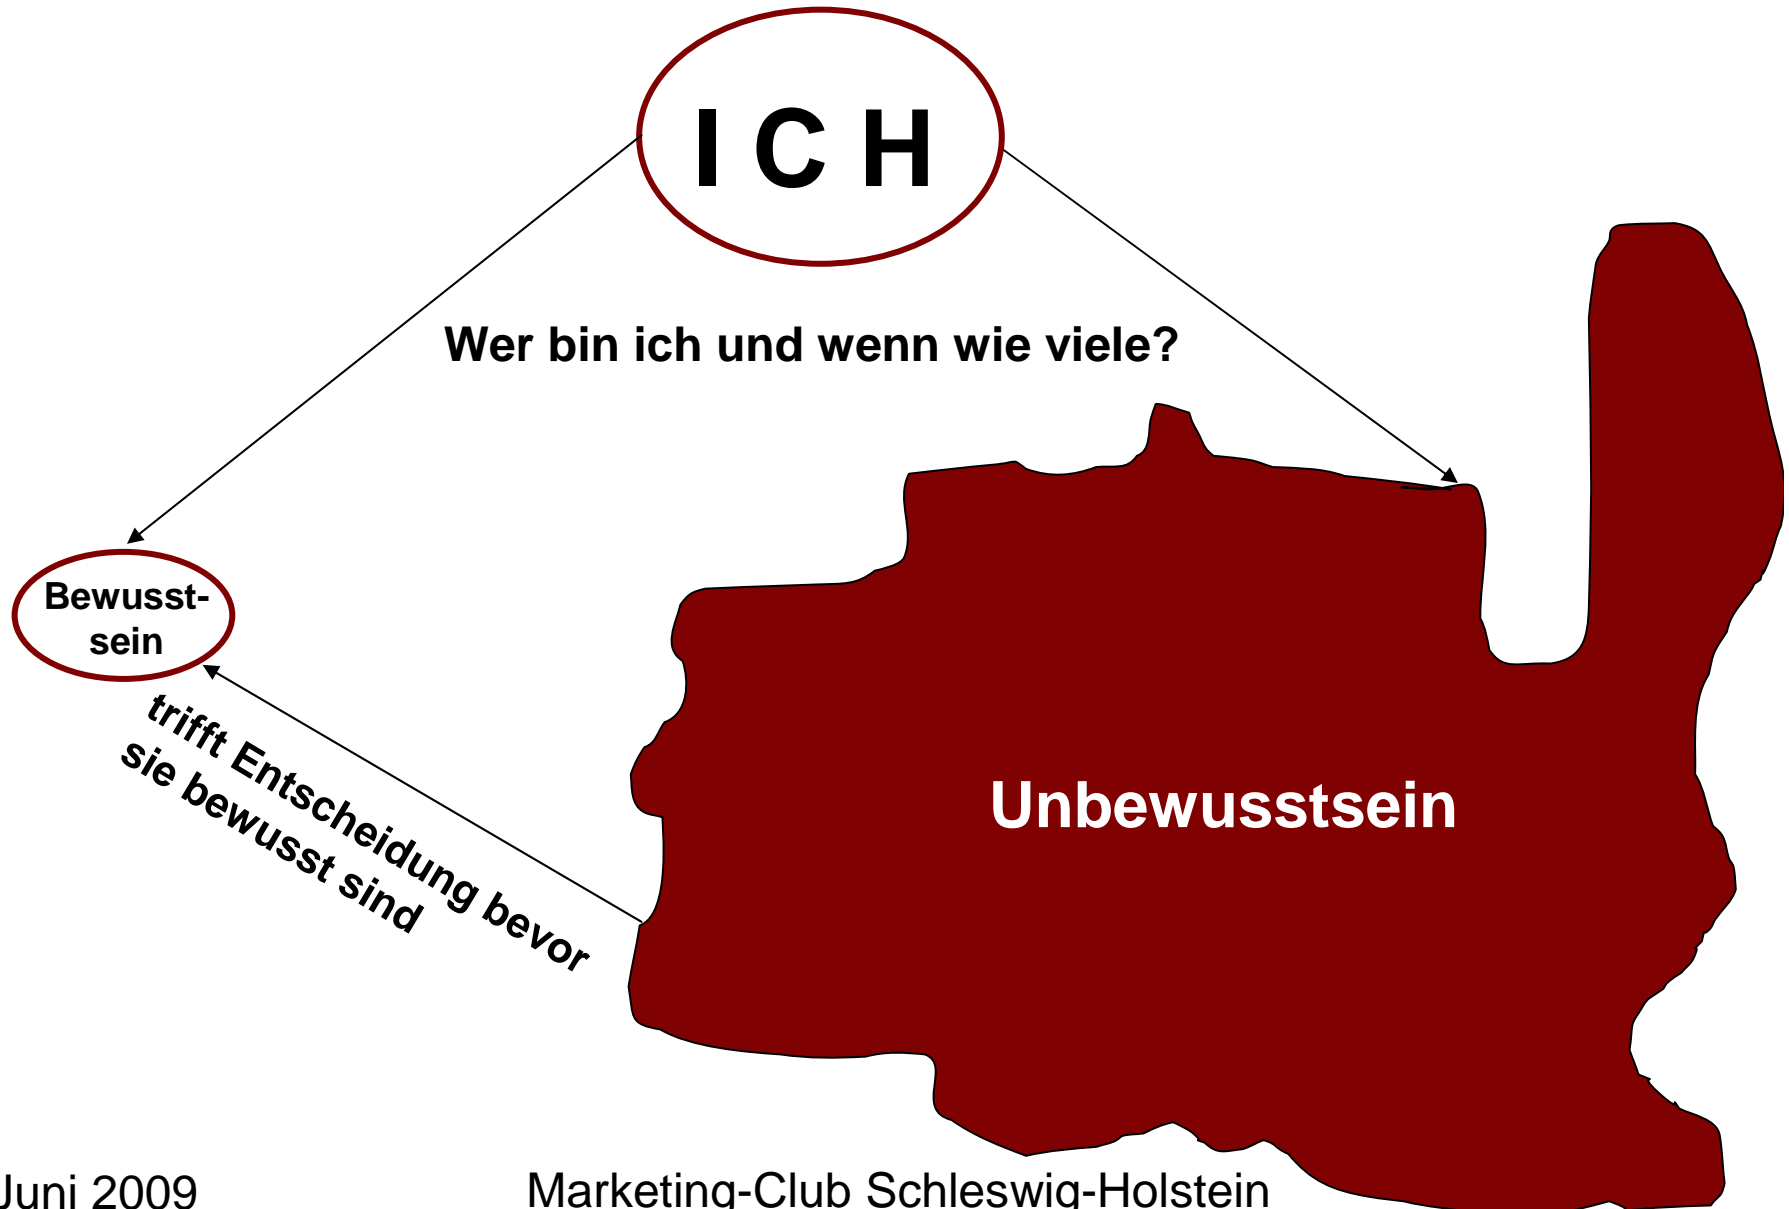 I C H
Wer bin ich und wenn wie viele?
Bewusst-
sein
trifft Entscheidung bevor
sie bewusst sind
Unbewusstsein
Juni 2009
Marketing-Club Schleswig-Holstein